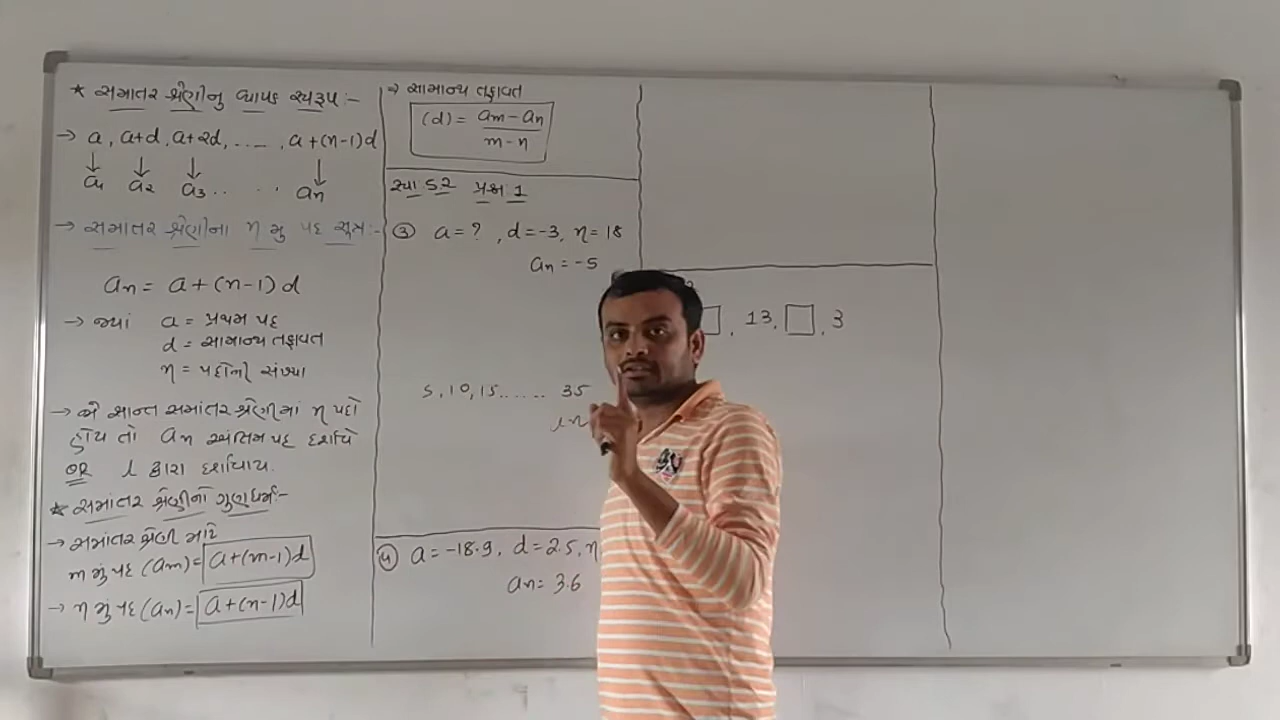 * સમાંતર શ્રેણીનું વ્યાપક સ્વરૂપ :-
→ a, a+d, a+2d, ....., a+(n-1)d
↓ ↓ ↓ ↓
a1 a2 a3 .. .. an
→ સમાંતર શ્રેણીના n મું પદ સૂત્ર :-
an = a + (n-1) d
→ જ્યાં a = પ્રથમ પદ
d = સામાન્ય તફાવત
n = પદોની સંખ્યા
→ જો સાન્ત સમાંતર શ્રેણીમાં n પદો
હોય તો an અંતિમ પદ દર્શાવે
OR l દ્વારા દર્શાવાય.
* સમાંતર શ્રેણીનો ગુણધર્મ :-
→ સમાંતર શ્રેણી માટે
m મું પદ (am) = a+(m-1)d
→ n મું પદ (an) = a+(n-1)d
→ સામાન્ય તફાવત
(d) = am - an
m - n
સ્વા 5.2 પ્રશ્ન 1
③ a = ? , d = -3, n = 18
an = -5
5, 10, 15 ...... 35
૫ a = -18.9, d = 2.5, n
an = 3.6
□, 13, □, 3